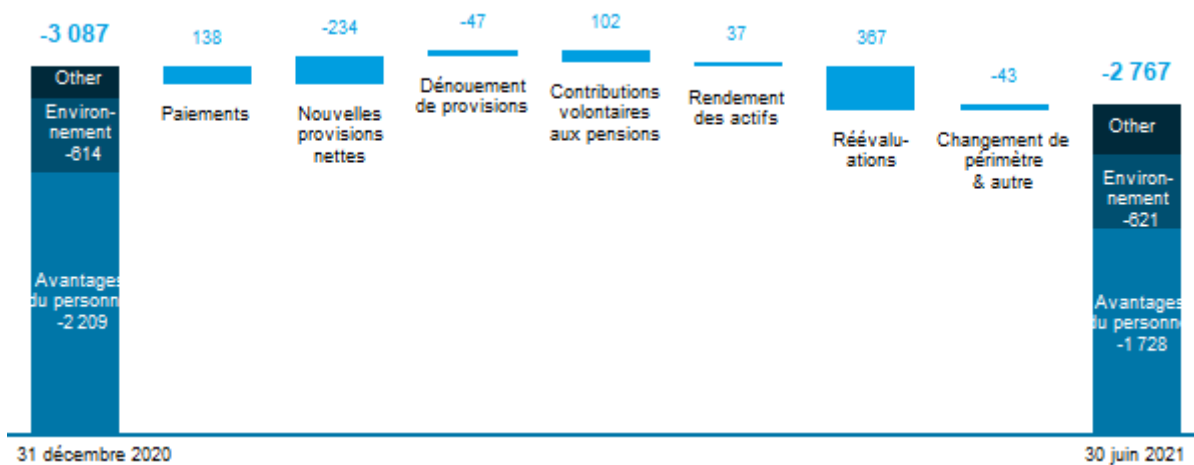 -3 087
Other
Environ-
nement
-614
Avantages
du personn
-2 209
138
Paiements
-234
Nouvelles
provisions
nettes
-47
Dénouement
de provisions
102
Contributions
volontaires
aux pensions
37
Rendement
des actifs
367
Réévalu-
ations
-43
Changement de
périmètre
& autre
-2 767
Other
Environ-
nement
-621
Avantages
du personne
-1 728
31 décembre 2020
30 juin 2021